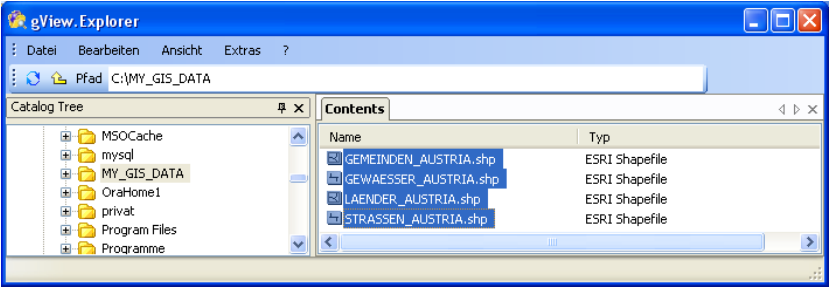 gView.Explorer
Datei Bearbeiten Ansicht Extras ?
Pfad C:\MY_GIS_DATA
Catalog Tree
MSOCache
mysql
MY_GIS_DATA
OraHome1
privat
Program Files
Programme
Contents
Name Typ
GEMEINDEN_AUSTRIA.shp ESRI Shapefile
GEWAESSER_AUSTRIA.shp ESRI Shapefile
LAENDER_AUSTRIA.shp ESRI Shapefile
STRASSEN_AUSTRIA.shp ESRI Shapefile